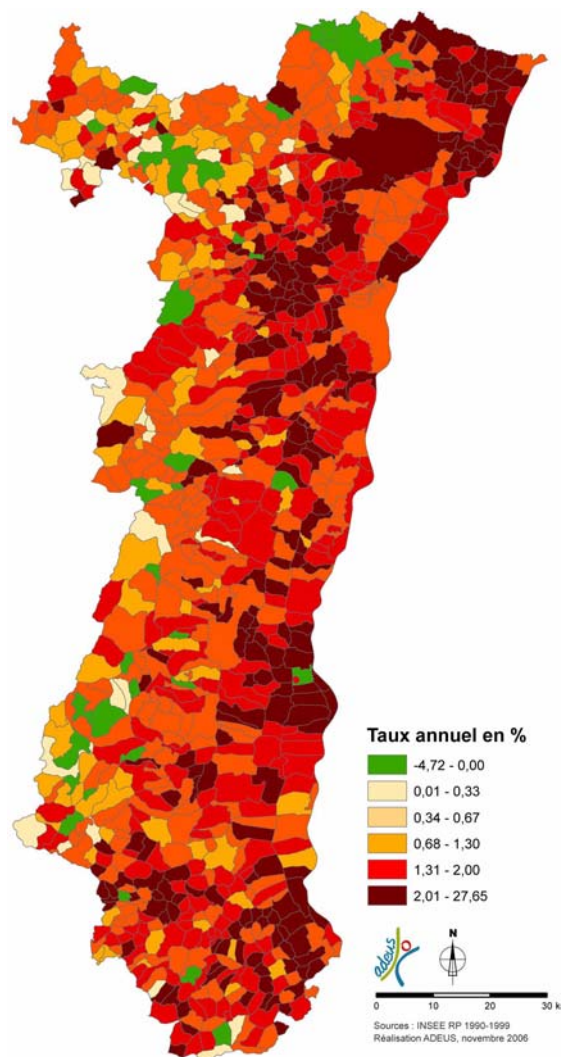 Taux annuel en %
-4,72 - 0,00
0,01 - 0,33
0,34 - 0,67
0,68 - 1,30
1,31 - 2,00
2,01 - 27,65
adeus
N
0 10 20 30 k
Sources : INSEE RP 1990-1999
Réalisation ADEUS, novembre 2006